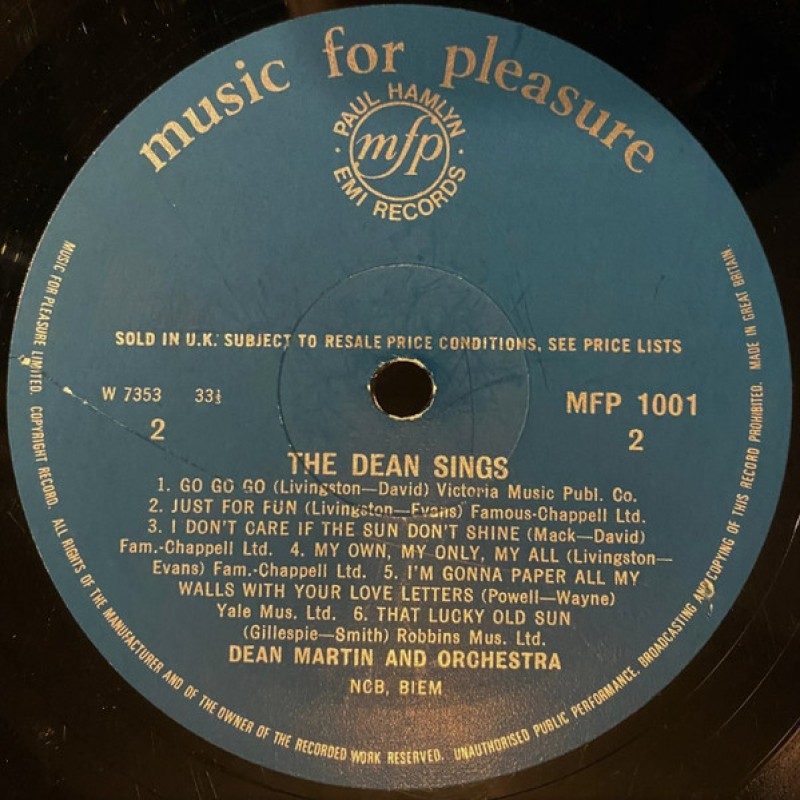 music for pleasure
PAUL HAMLYN
mfp
EMI RECORDS
SOLD IN U.K. SUBJECT TO RESALE PRICE CONDITIONS, SEE PRICE LISTS
W 7353 33⅓ MFP 1001
2 2
THE DEAN SINGS
1. GO GO GO (Livingston—David) Victoria Music Publ. Co.
2. JUST FOR FUN (Livingston—Evans) Famous-Chappell Ltd.
3. I DON'T CARE IF THE SUN DON'T SHINE (Mack—David)
Fam.-Chappell Ltd. 4. MY OWN, MY ONLY, MY ALL (Livingston—
Evans) Fam.-Chappell Ltd. 5. I'M GONNA PAPER ALL MY
WALLS WITH YOUR LOVE LETTERS (Powell—Wayne)
Yale Mus. Ltd. 6. THAT LUCKY OLD SUN
(Gillespie—Smith) Robbins Mus. Ltd.
DEAN MARTIN AND ORCHESTRA
NCB, BIEM
MUSIC FOR PLEASURE LIMITED. COPYRIGHT RECORD. ALL RIGHTS OF THE MANUFACTURER AND OF THE OWNER OF THE RECORDED WORK RESERVED. UNAUTHORISED PUBLIC PERFORMANCE, BROADCASTING AND COPYING OF THIS RECORD PROHIBITED. MADE IN GREAT BRITAIN.